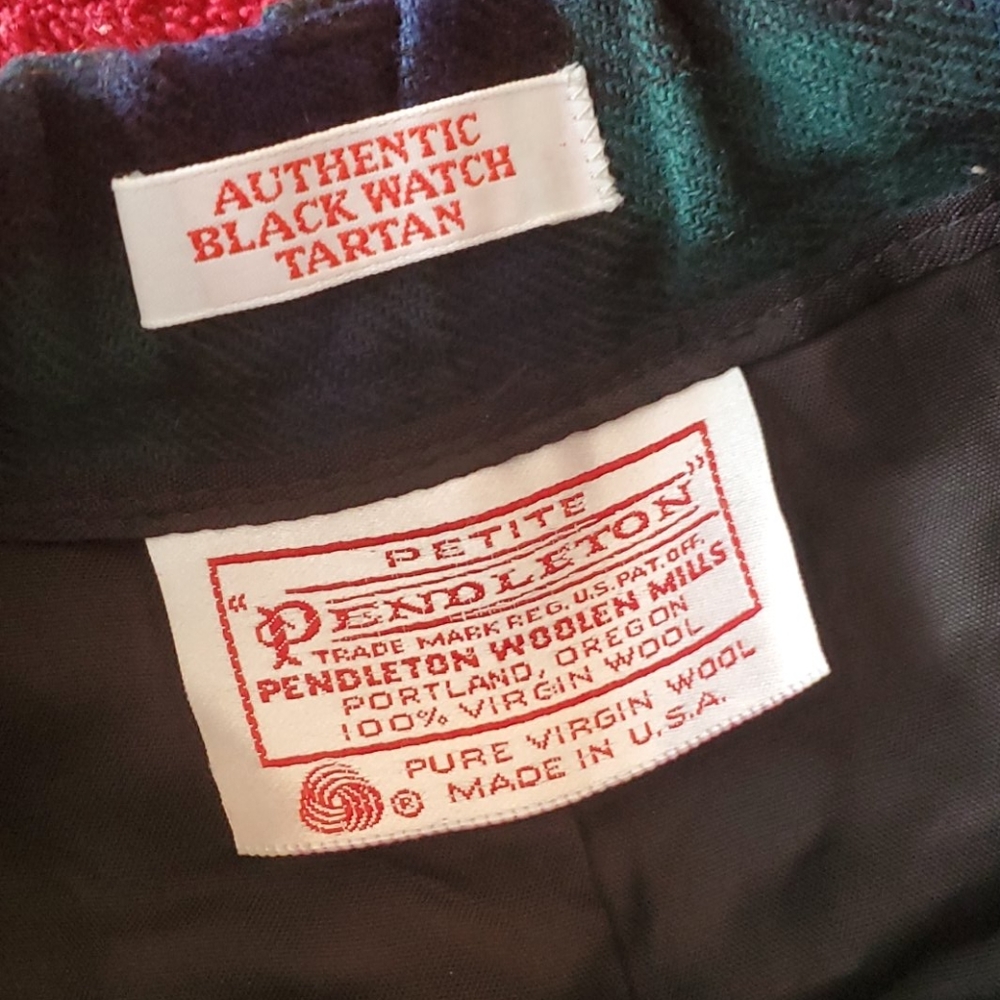 AUTHENTIC
BLACK WATCH
TARTAN
PETITE
"PENDLETON"
TRADE MARK REG. U.S. PAT. OFF.
PENDLETON WOOLEN MILLS
PORTLAND, OREGON
100% VIRGIN WOOL
PURE VIRGIN WOOL
® MADE IN U.S.A.